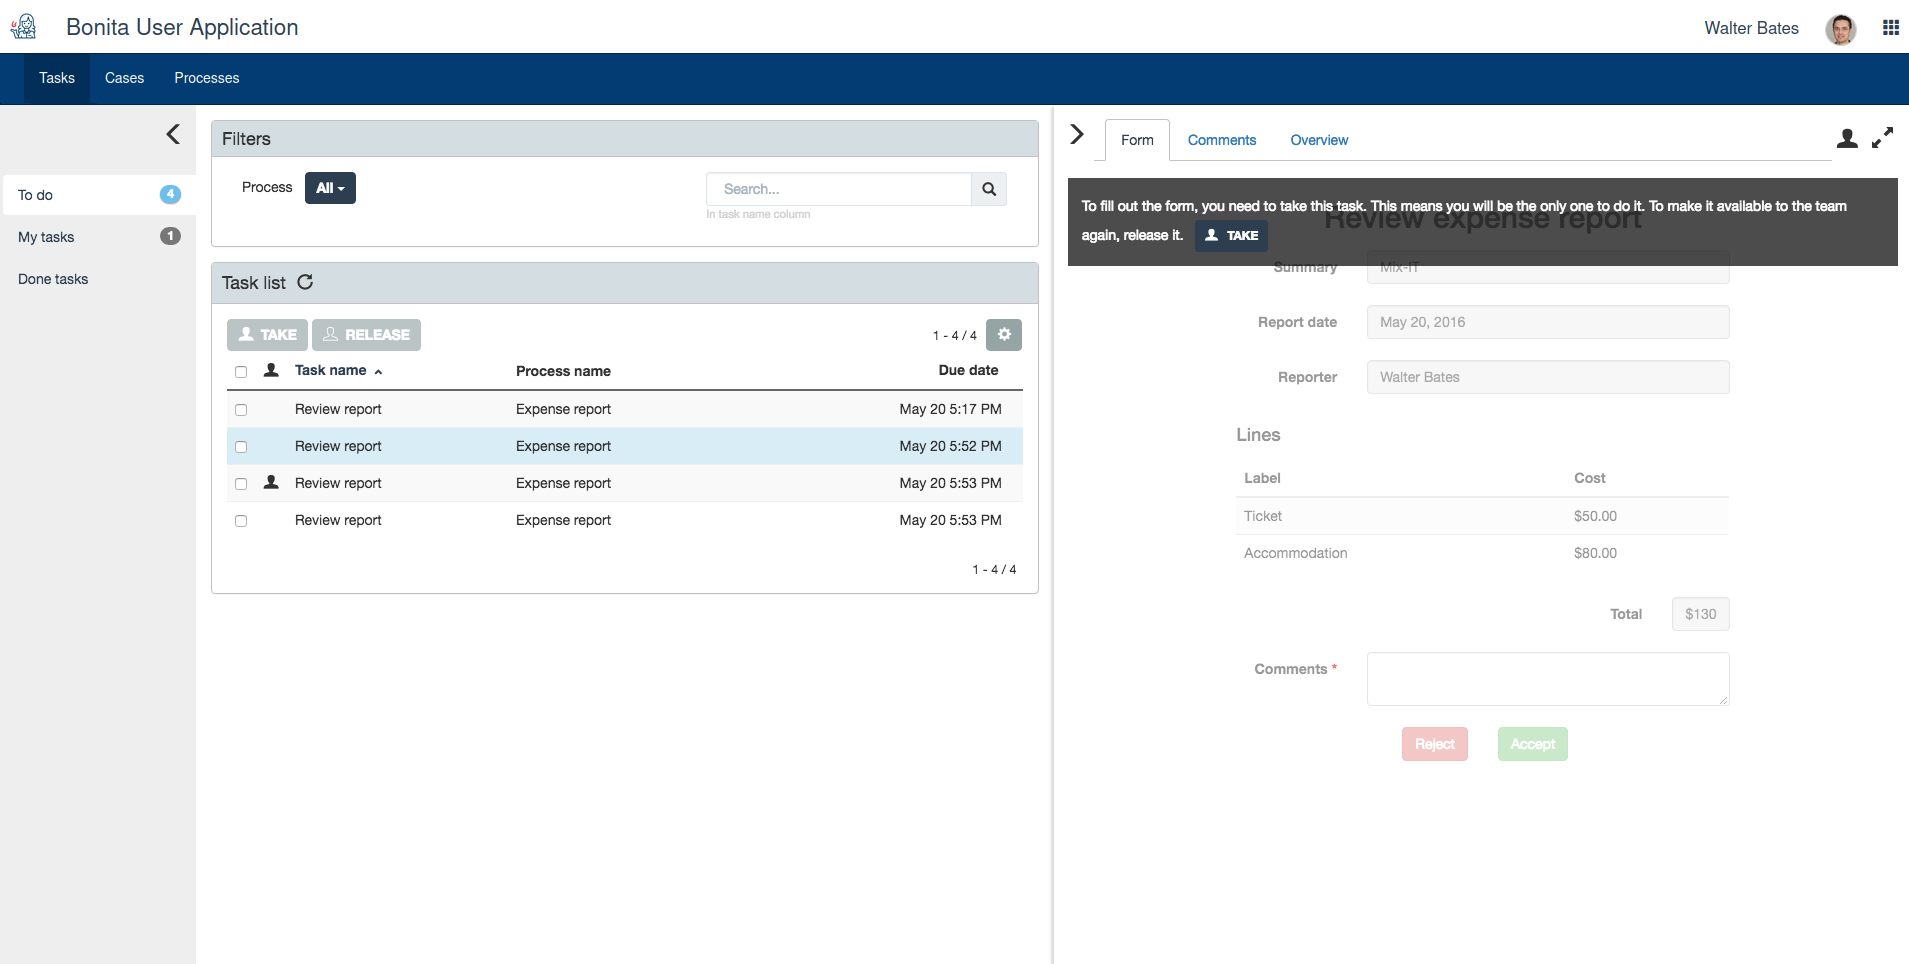 Bonita User Application
Walter Bates
Tasks Cases Processes
To do 4
My tasks 1
Done tasks
Filters
Process All
Search...
In task name column
Task list
TAKE RELEASE 1 - 4 / 4
Task name Process name Due date
Review report Expense report May 20 5:17 PM
Review report Expense report May 20 5:52 PM
Review report Expense report May 20 5:53 PM
Review report Expense report May 20 5:53 PM
1 - 4 / 4
Form Comments Overview
To fill out the form, you need to take this task. This means you will be the only one to do it. To make it available to the team
again, release it. TAKE
Review expense report
Summary Mix-IT
Report date May 20, 2016
Reporter Walter Bates
Lines
Label Cost
Ticket $50.00
Accommodation $80.00
Total $130
Comments *
Reject Accept